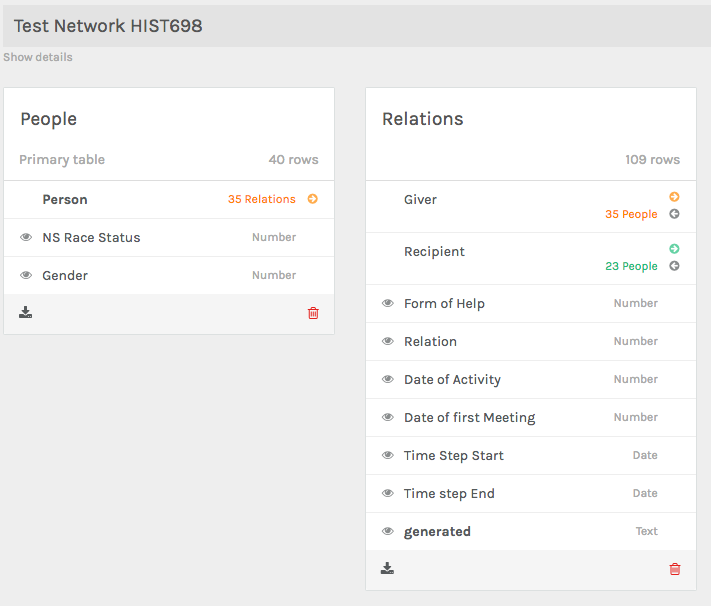 Test Network HIST698
Show details
People
Primary table 40 rows
Person 35 Relations
NS Race Status Number
Gender Number
Relations
109 rows
Giver
35 People
Recipient
23 People
Form of Help Number
Relation Number
Date of Activity Number
Date of first Meeting Number
Time Step Start Date
Time step End Date
generated Text